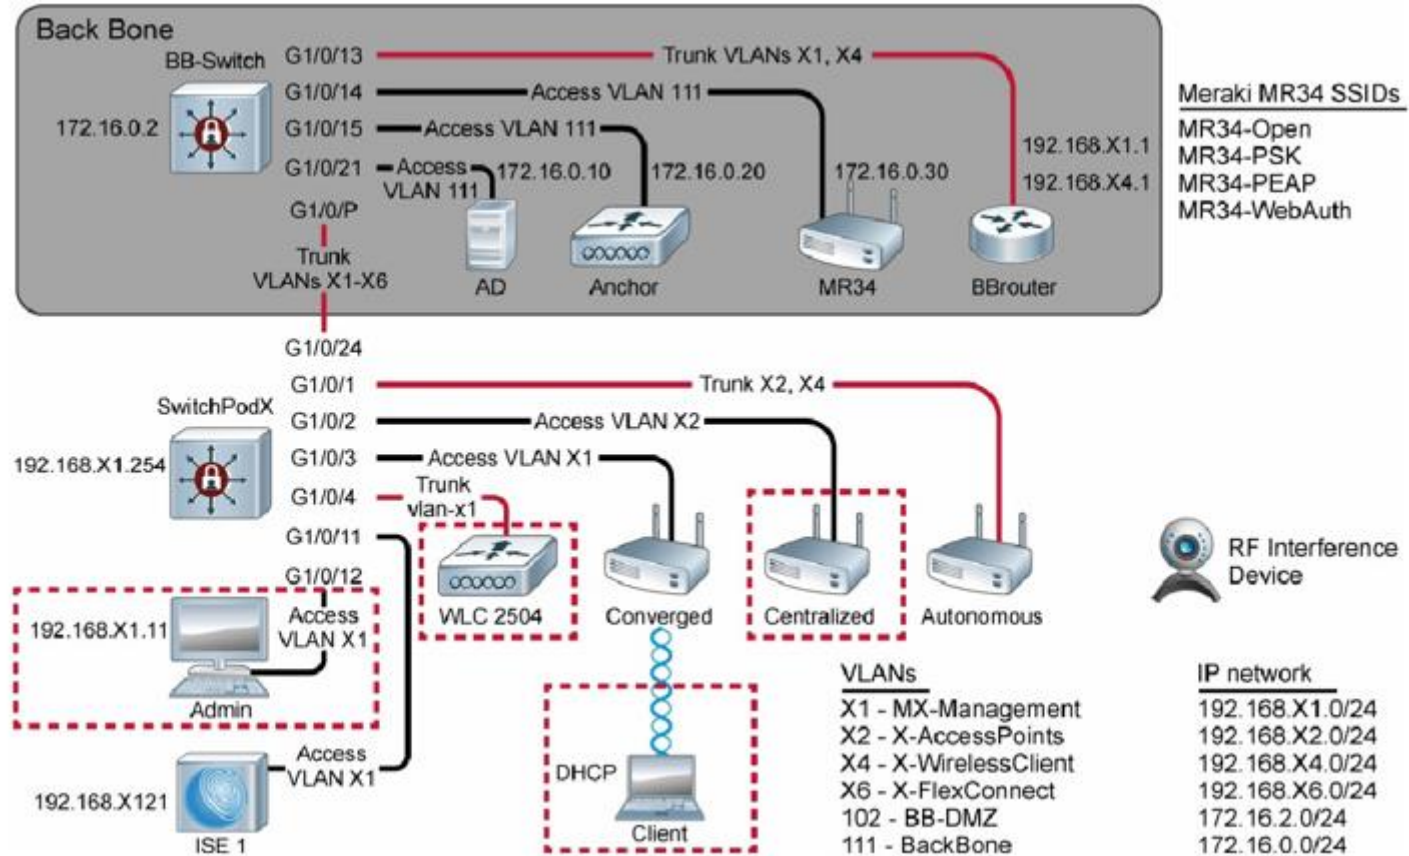 Back Bone
BB-Switch
172.16.0.2
G1/0/13
Trunk VLANs X1, X4
G1/0/14
Access VLAN 111
G1/0/15
Access VLAN 111
G1/0/21
Access
VLAN 111
172.16.0.10
172.16.0.20
172.16.0.30
192.168.X1.1
192.168.X4.1
G1/0/P
Trunk
VLANs X1-X6
AD
Anchor
MR34
BBrouter
Meraki MR34 SSIDs
MR34-Open
MR34-PSK
MR34-PEAP
MR34-WebAuth
G1/0/24
G1/0/1
Trunk X2, X4
SwitchPodX
192.168.X1.254
G1/0/2
Access VLAN X2
G1/0/3
Access VLAN X1
G1/0/4
Trunk
vlan-x1
G1/0/11
G1/0/12
WLC 2504
Converged
Centralized
Autonomous
RF Interference
Device
192.168.X1.11
Access
VLAN X1
Admin
Access
VLAN X1
192.168.X121
ISE 1
DHCP
Client
VLANs
X1 - MX-Management
X2 - X-AccessPoints
X4 - X-WirelessClient
X6 - X-FlexConnect
102 - BB-DMZ
111 - BackBone
IP network
192.168.X1.0/24
192.168.X2.0/24
192.168.X4.0/24
192.168.X6.0/24
172.16.2.0/24
172.16.0.0/24